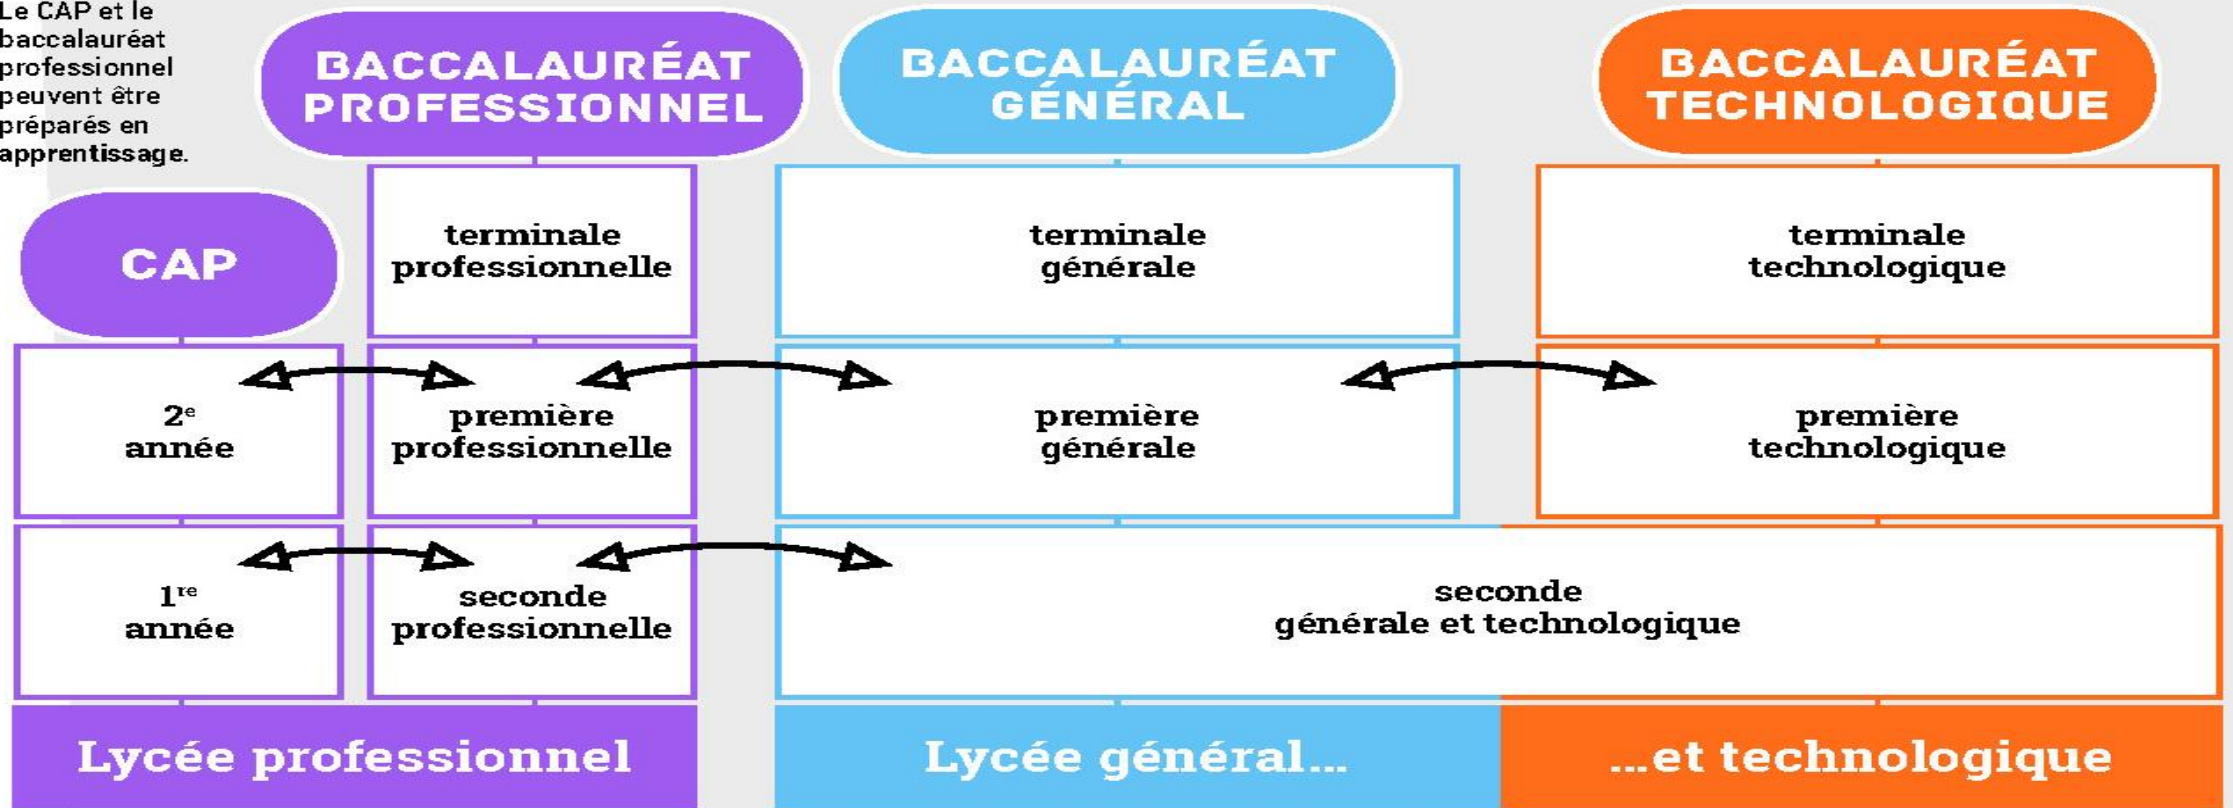 Le CAP et le
baccalauréat
professionnel
peuvent être
préparés en
apprentissage.
BACCALAURÉAT
PROFESSIONNEL
BACCALAURÉAT
GÉNÉRAL
BACCALAURÉAT
TECHNOLOGIQUE
CAP
terminale
professionnelle
terminale
générale
terminale
technologique
2e
année
première
professionnelle
première
générale
première
technologique
1re
année
seconde
professionnelle
seconde
générale et technologique
Lycée professionnel
Lycée général...
...et technologique